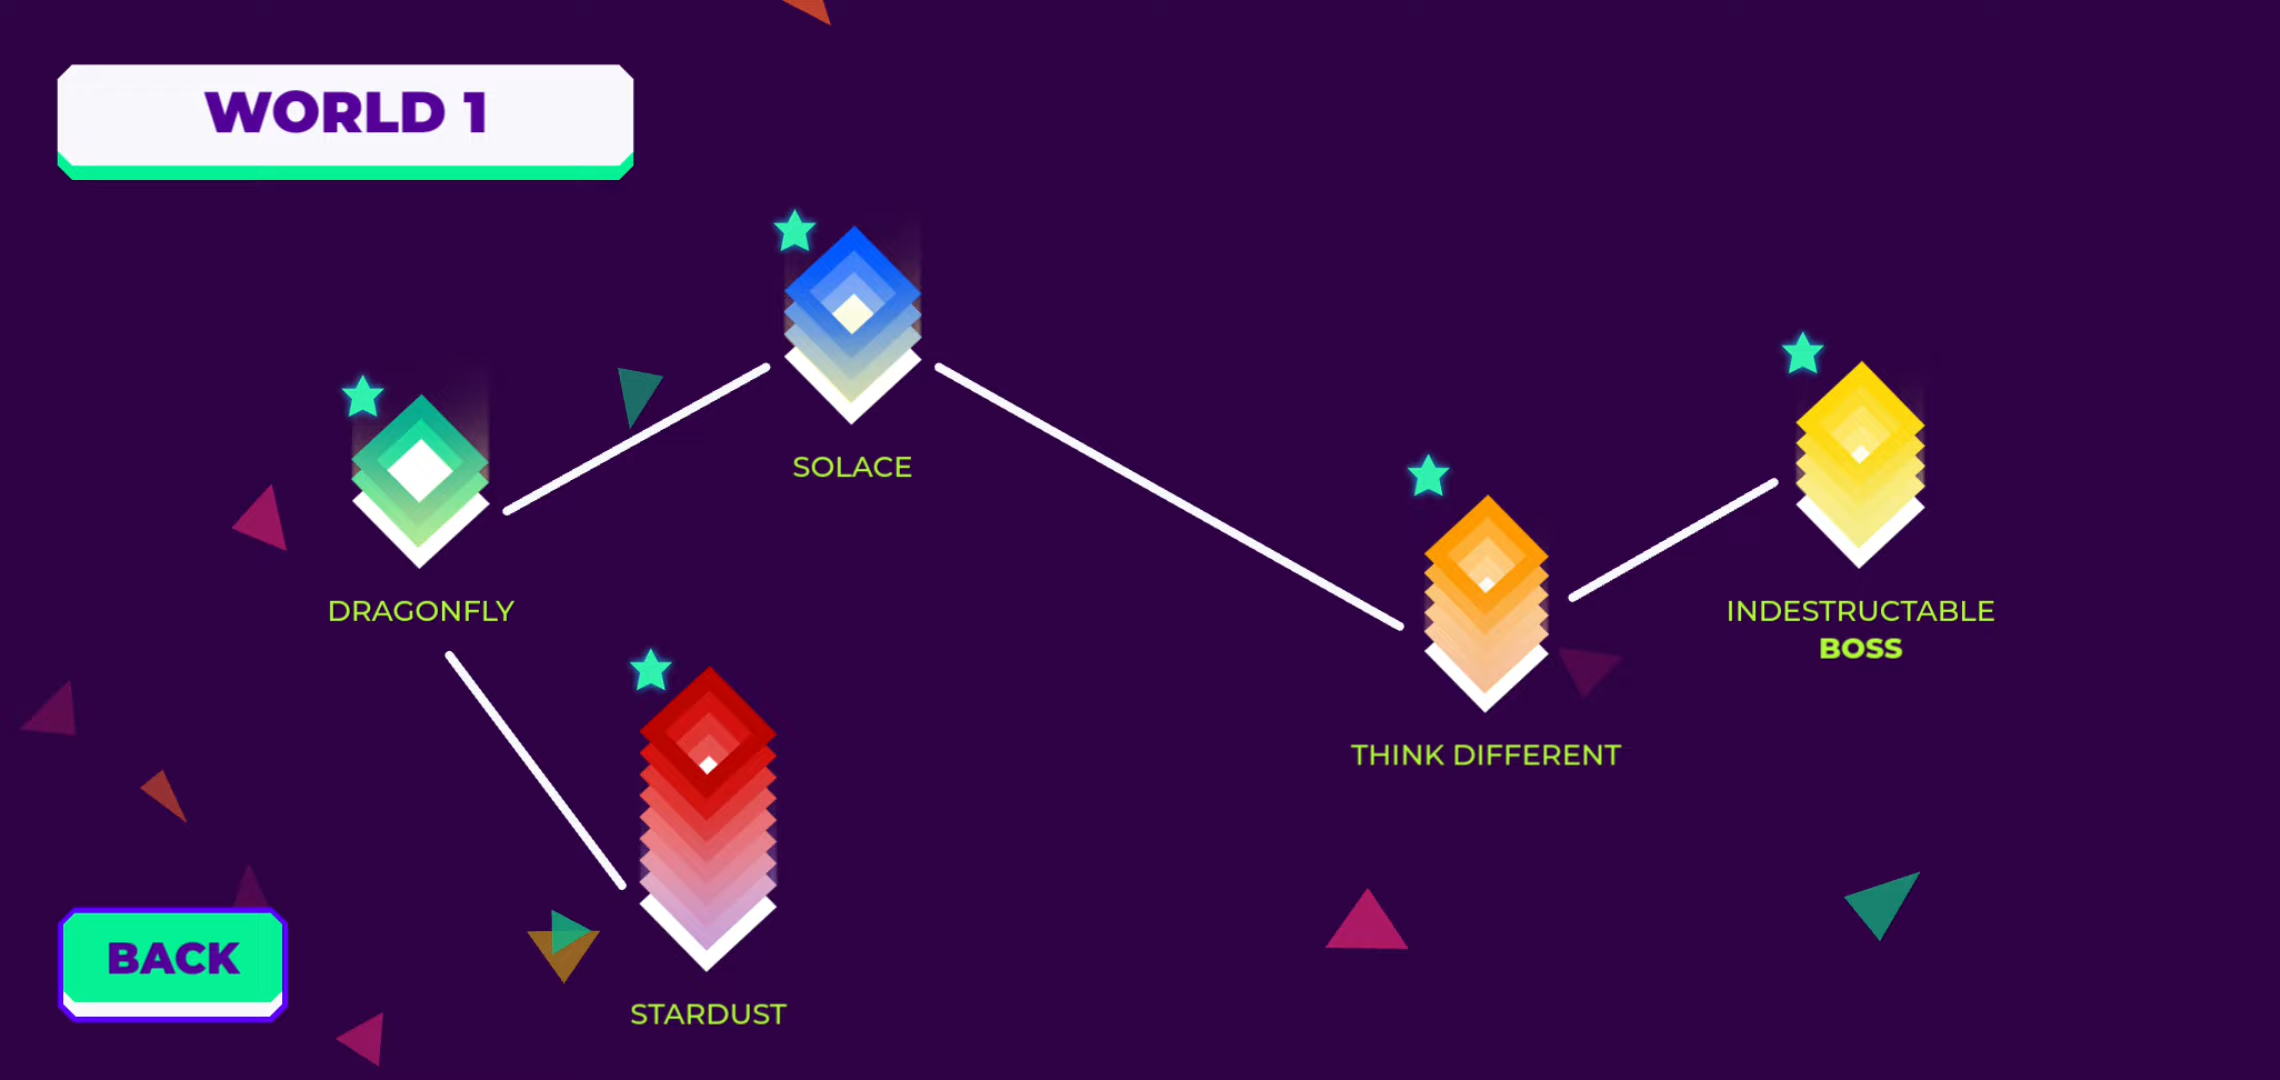 WORLD 1
SOLACE
DRAGONFLY
INDESTRUCTABLE
BOSS
THINK DIFFERENT
BACK
STARDUST